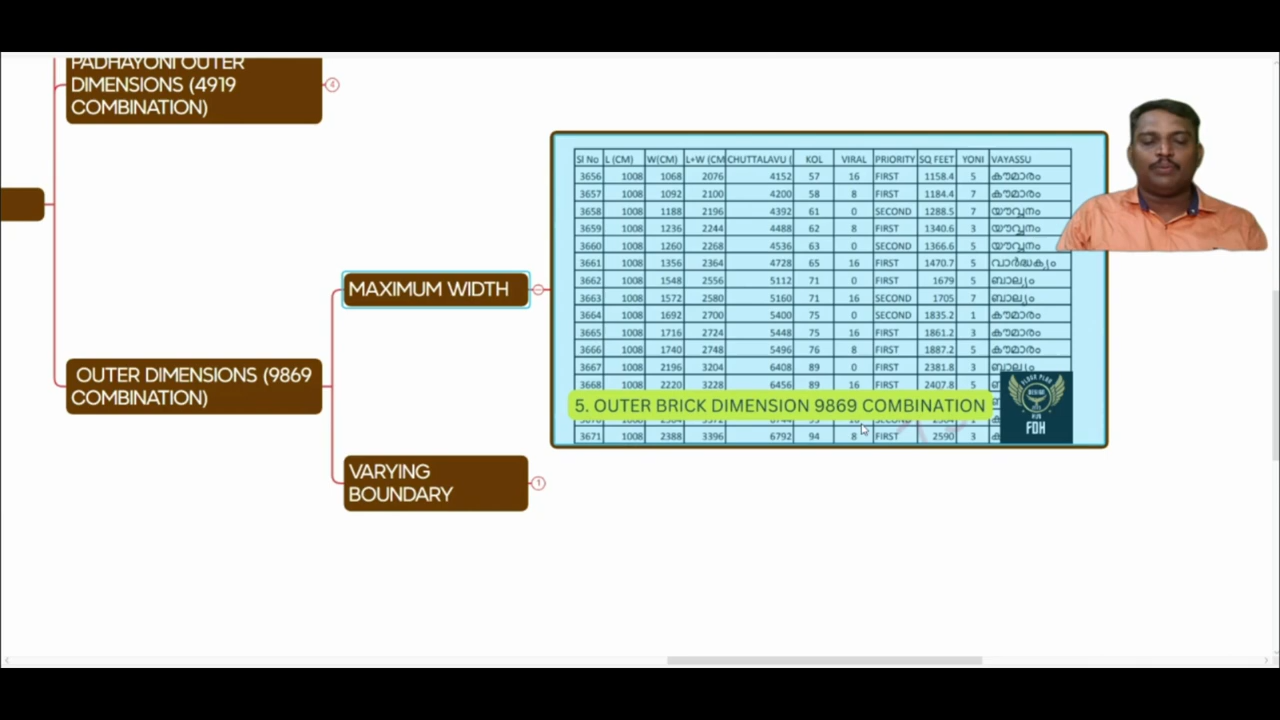 PADHAYONI OUTER
DIMENSIONS (4919
COMBINATION)
OUTER DIMENSIONS (9869
COMBINATION)
MAXIMUM WIDTH
VARYING
BOUNDARY
4
1
Sl No L (CM) W(CM) L+W (CM CHUTTALAVU ( KOL VIRAL PRIORITY SQ FEET YONI VAYASSU
3656 1008 1068 2076 4152 57 16 FIRST 1158.4 5 കൗമാരം
3657 1008 1092 2100 4200 58 8 FIRST 1184.4 7 കൗമാരം
3658 1008 1188 2196 4392 61 0 SECOND 1288.5 7 യൗവ്വനം
3659 1008 1236 2244 4488 62 8 FIRST 1340.6 3 യൗവ്വനം
3660 1008 1260 2268 4536 63 0 SECOND 1366.6 5 യൗവ്വനം
3661 1008 1356 2364 4728 65 16 FIRST 1470.7 5 വാർദ്ധക്യം
3662 1008 1548 2556 5112 71 0 FIRST 1679 5 ബാല്യം
3663 1008 1572 2580 5160 71 16 SECOND 1705 7 ബാല്യം
3664 1008 1692 2700 5400 75 0 SECOND 1835.2 1 കൗമാരം
3665 1008 1716 2724 5448 75 16 FIRST 1861.2 3 കൗമാരം
3666 1008 1740 2748 5496 76 8 FIRST 1887.2 5 കൗമാരം
3667 1008 2196 3204 6408 89 0 FIRST 2381.8 3 ബാല്യം
3668 1008 2220 3228 6456 89 16 FIRST 2407.8 5
5. OUTER BRICK DIMENSION 9869 COMBINATION
3671 1008 2388 3396 6792 94 8 FIRST 2590 3
FDH